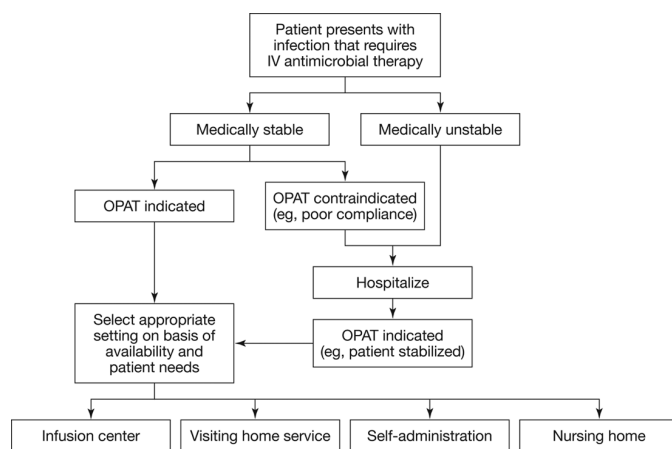 Patient presents with
infection that requires
IV antimicrobial therapy
Medically stable
Medically unstable
OPAT indicated
OPAT contraindicated
(eg, poor compliance)
Hospitalize
Select appropriate
setting on basis of
availability and
patient needs
OPAT indicated
(eg, patient stabilized)
Infusion center
Visiting home service
Self-administration
Nursing home